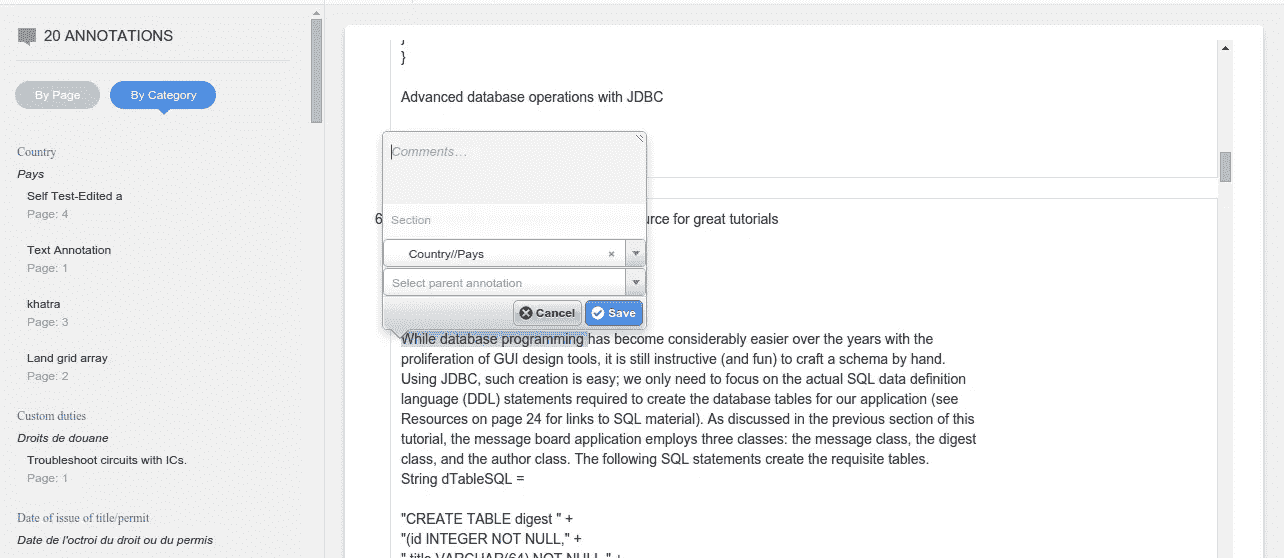 20 ANNOTATIONS
By Page
By Category
Country
Pays
Self Test-Edited a
Page: 4
Text Annotation
Page: 1
khatra
Page: 3
Land grid array
Page: 2
Custom duties
Droits de douane
Troubleshoot circuits with ICs.
Page: 1
Date of issue of title/permit
Date de l'octroi du droit ou du permis
}
}
Advanced database operations with JDBC
Comments...
Section
Country//Pays ×
Select parent annotation
Cancel
Save
6
for great tutorials
While database programming has become considerably easier over the years with the
proliferation of GUI design tools, it is still instructive (and fun) to craft a schema by hand.
Using JDBC, such creation is easy; we only need to focus on the actual SQL data definition
language (DDL) statements required to create the database tables for our application (see
Resources on page 24 for links to SQL material). As discussed in the previous section of this
tutorial, the message board application employs three classes: the message class, the digest
class, and the author class. The following SQL statements create the requisite tables.
String dTableSQL =
"CREATE TABLE digest " +
"(id INTEGER NOT NULL," +
" title VARCHAR(64) NOT NULL," +